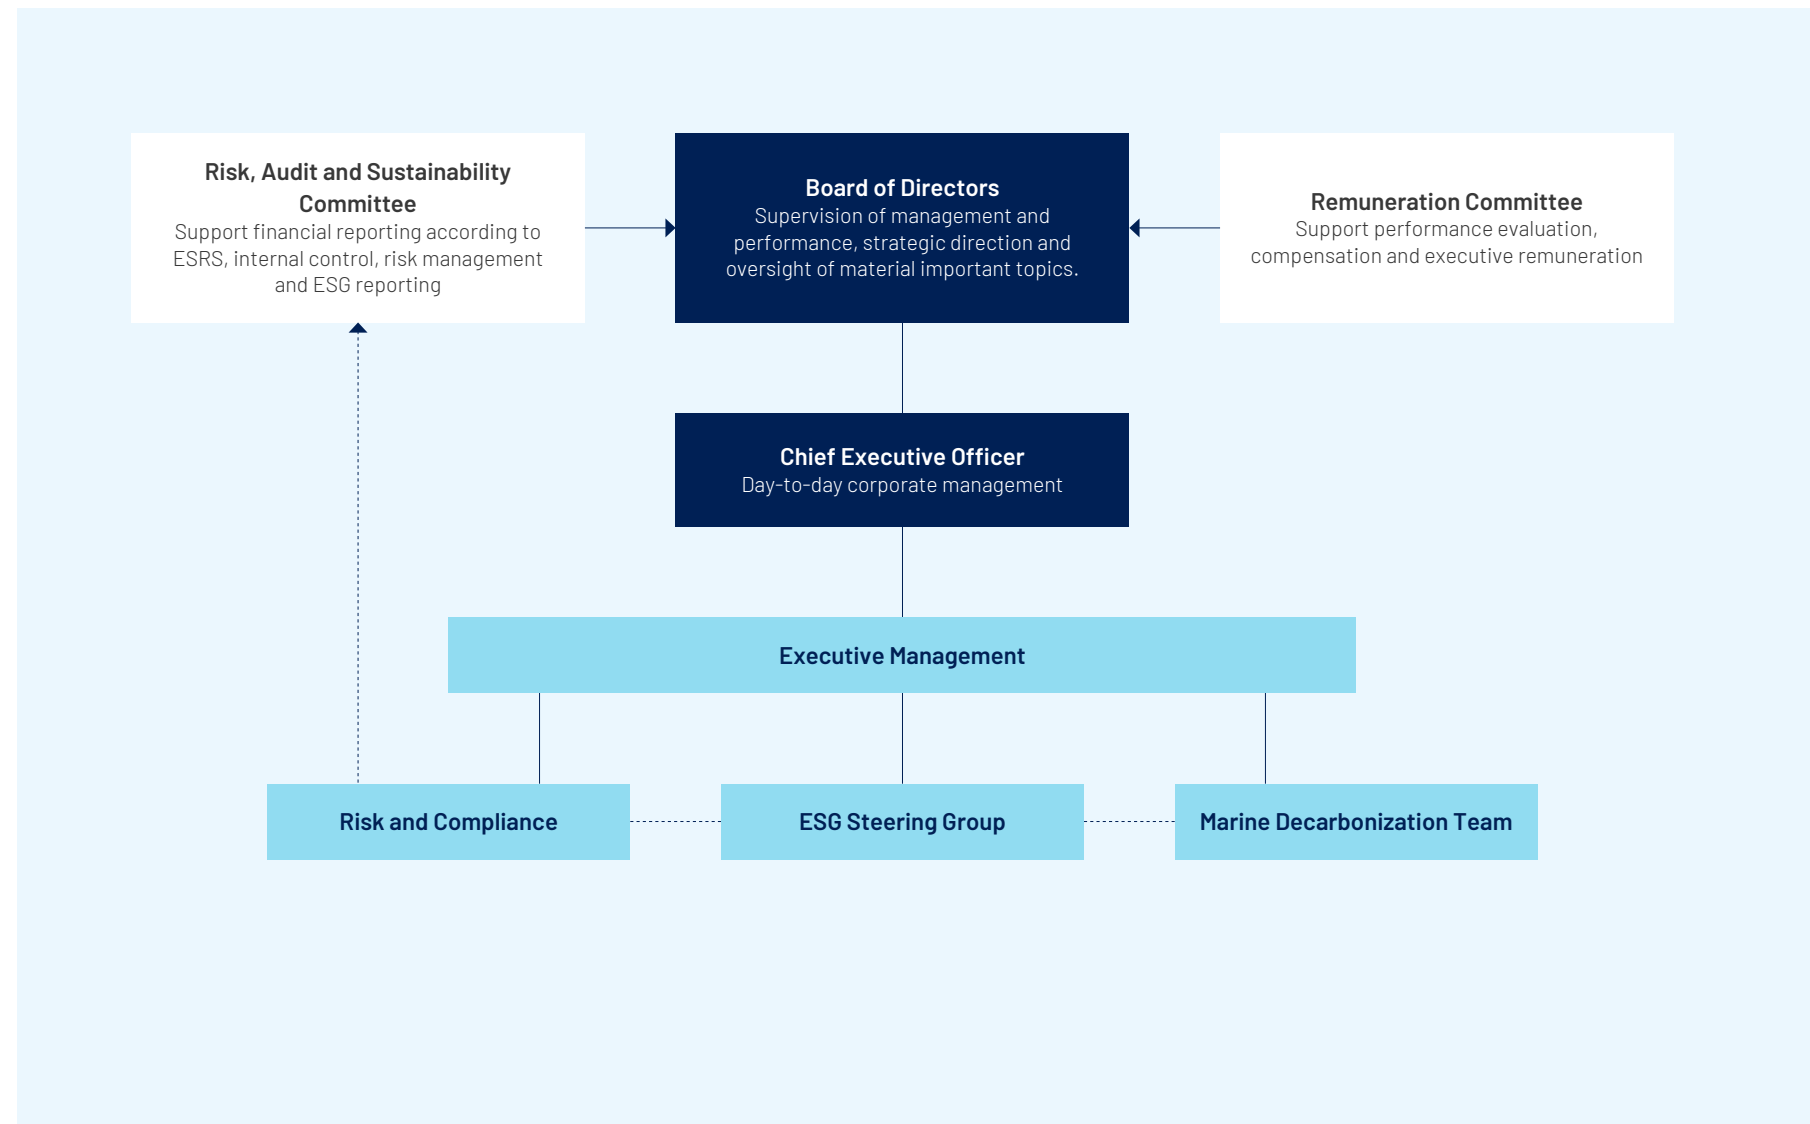 Risk, Audit and Sustainability
Committee
Support financial reporting according to
ESRS, internal control, risk management
and ESG reporting
Board of Directors
Supervision of management and
performance, strategic direction and
oversight of material important topics.
Remuneration Committee
Support performance evaluation,
compensation and executive remuneration
Chief Executive Officer
Day-to-day corporate management
Executive Management
Risk and Compliance
ESG Steering Group
Marine Decarbonization Team